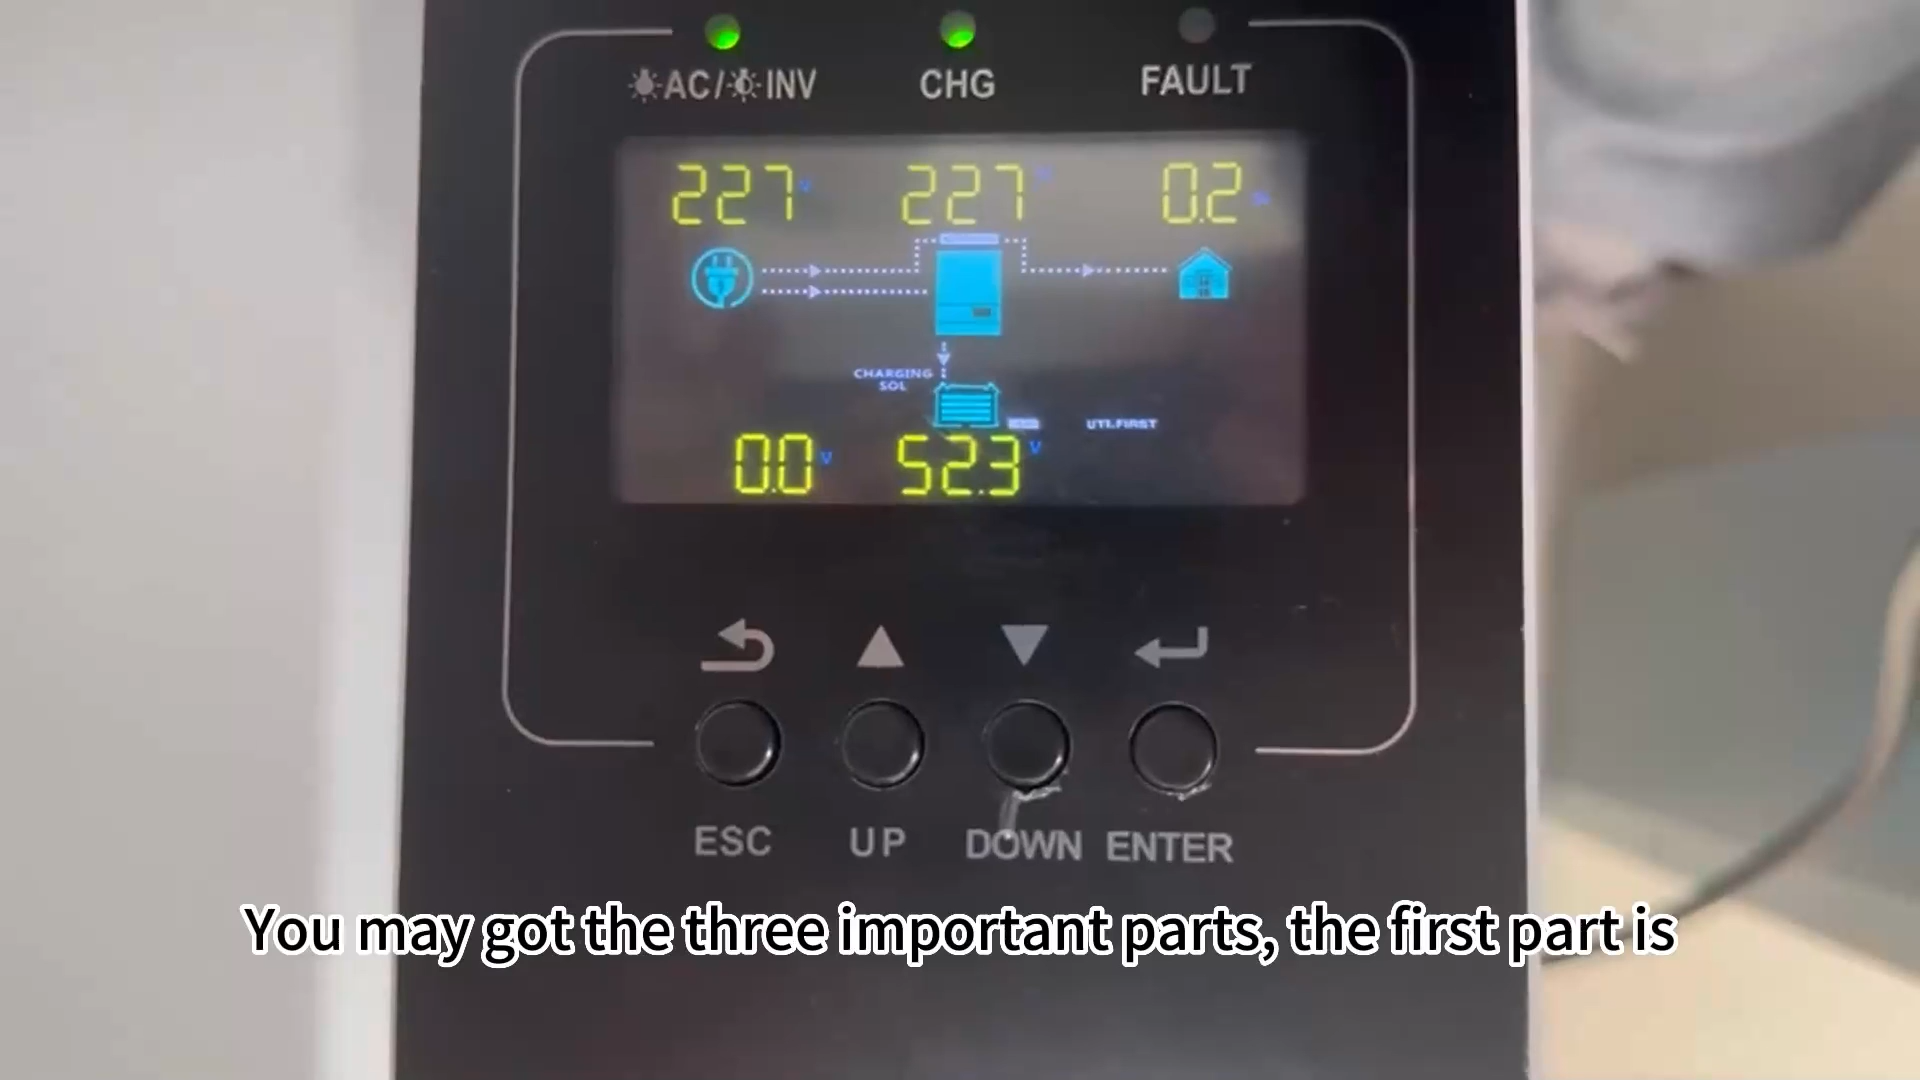 AC/ INV CHG FAULT
227 V 227 0.2
CHARGING
SOL
UTI.FIRST
0.0 V 52.3 V
ESC UP DOWN ENTER
You may got the three important parts, the first part is